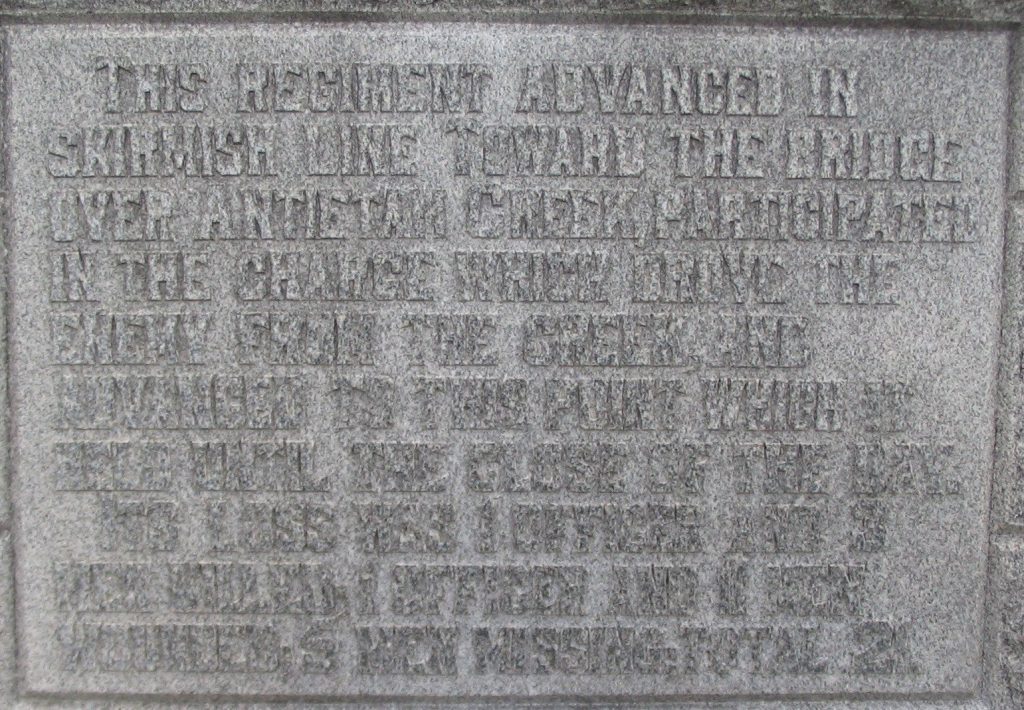 THIS REGIMENT ADVANCED IN
SKIRMISH LINE TOWARD THE BRIDGE
OVER ANTIETAM CREEK, PARTICIPATED
IN THE CHARGE WHICH DROVE THE
ENEMY FROM THE CREEK, AND
ADVANCED TO THIS POINT WHICH IT
HELD UNTIL THE CLOSE OF THE DAY.
ITS LOSS WAS 1 OFFICER AND
MEN KILLED, 1 OFFICER AND MEN
WOUNDED: 5 MEN MISSING: TOTAL 21.